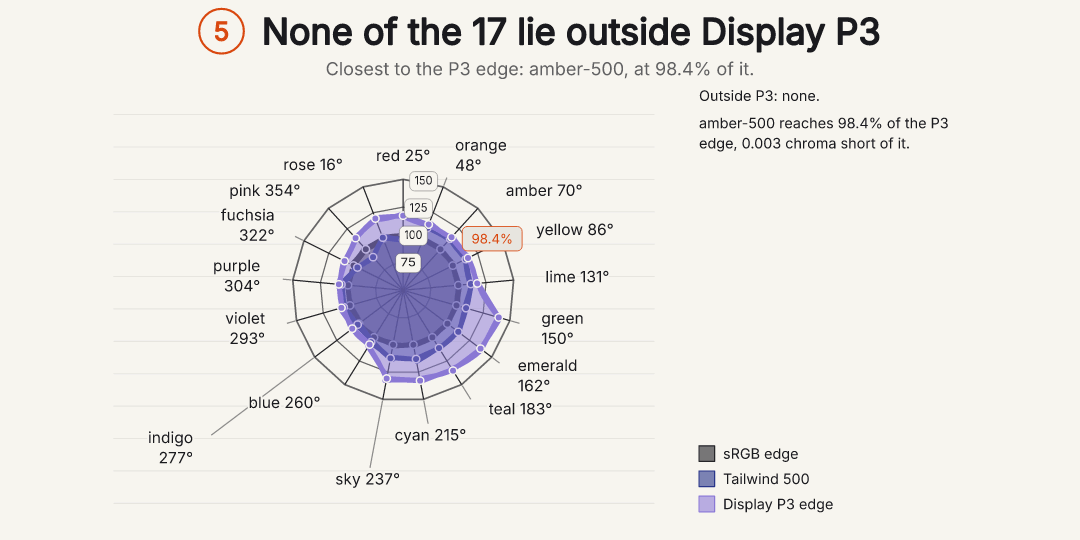 5 None of the 17 lie outside Display P3
Closest to the P3 edge: amber-500, at 98.4% of it.
Outside P3: none.
amber-500 reaches 98.4% of the P3
edge, 0.003 chroma short of it.
red 25°
orange
48°
amber 70°
yellow 86°
lime 131°
green
150°
emerald
162°
teal 183°
cyan 215°
sky 237°
blue 260°
indigo
277°
violet
293°
purple
304°
fuchsia
322°
pink 354°
rose 16°
150
125
100
75
98.4%
sRGB edge
Tailwind 500
Display P3 edge